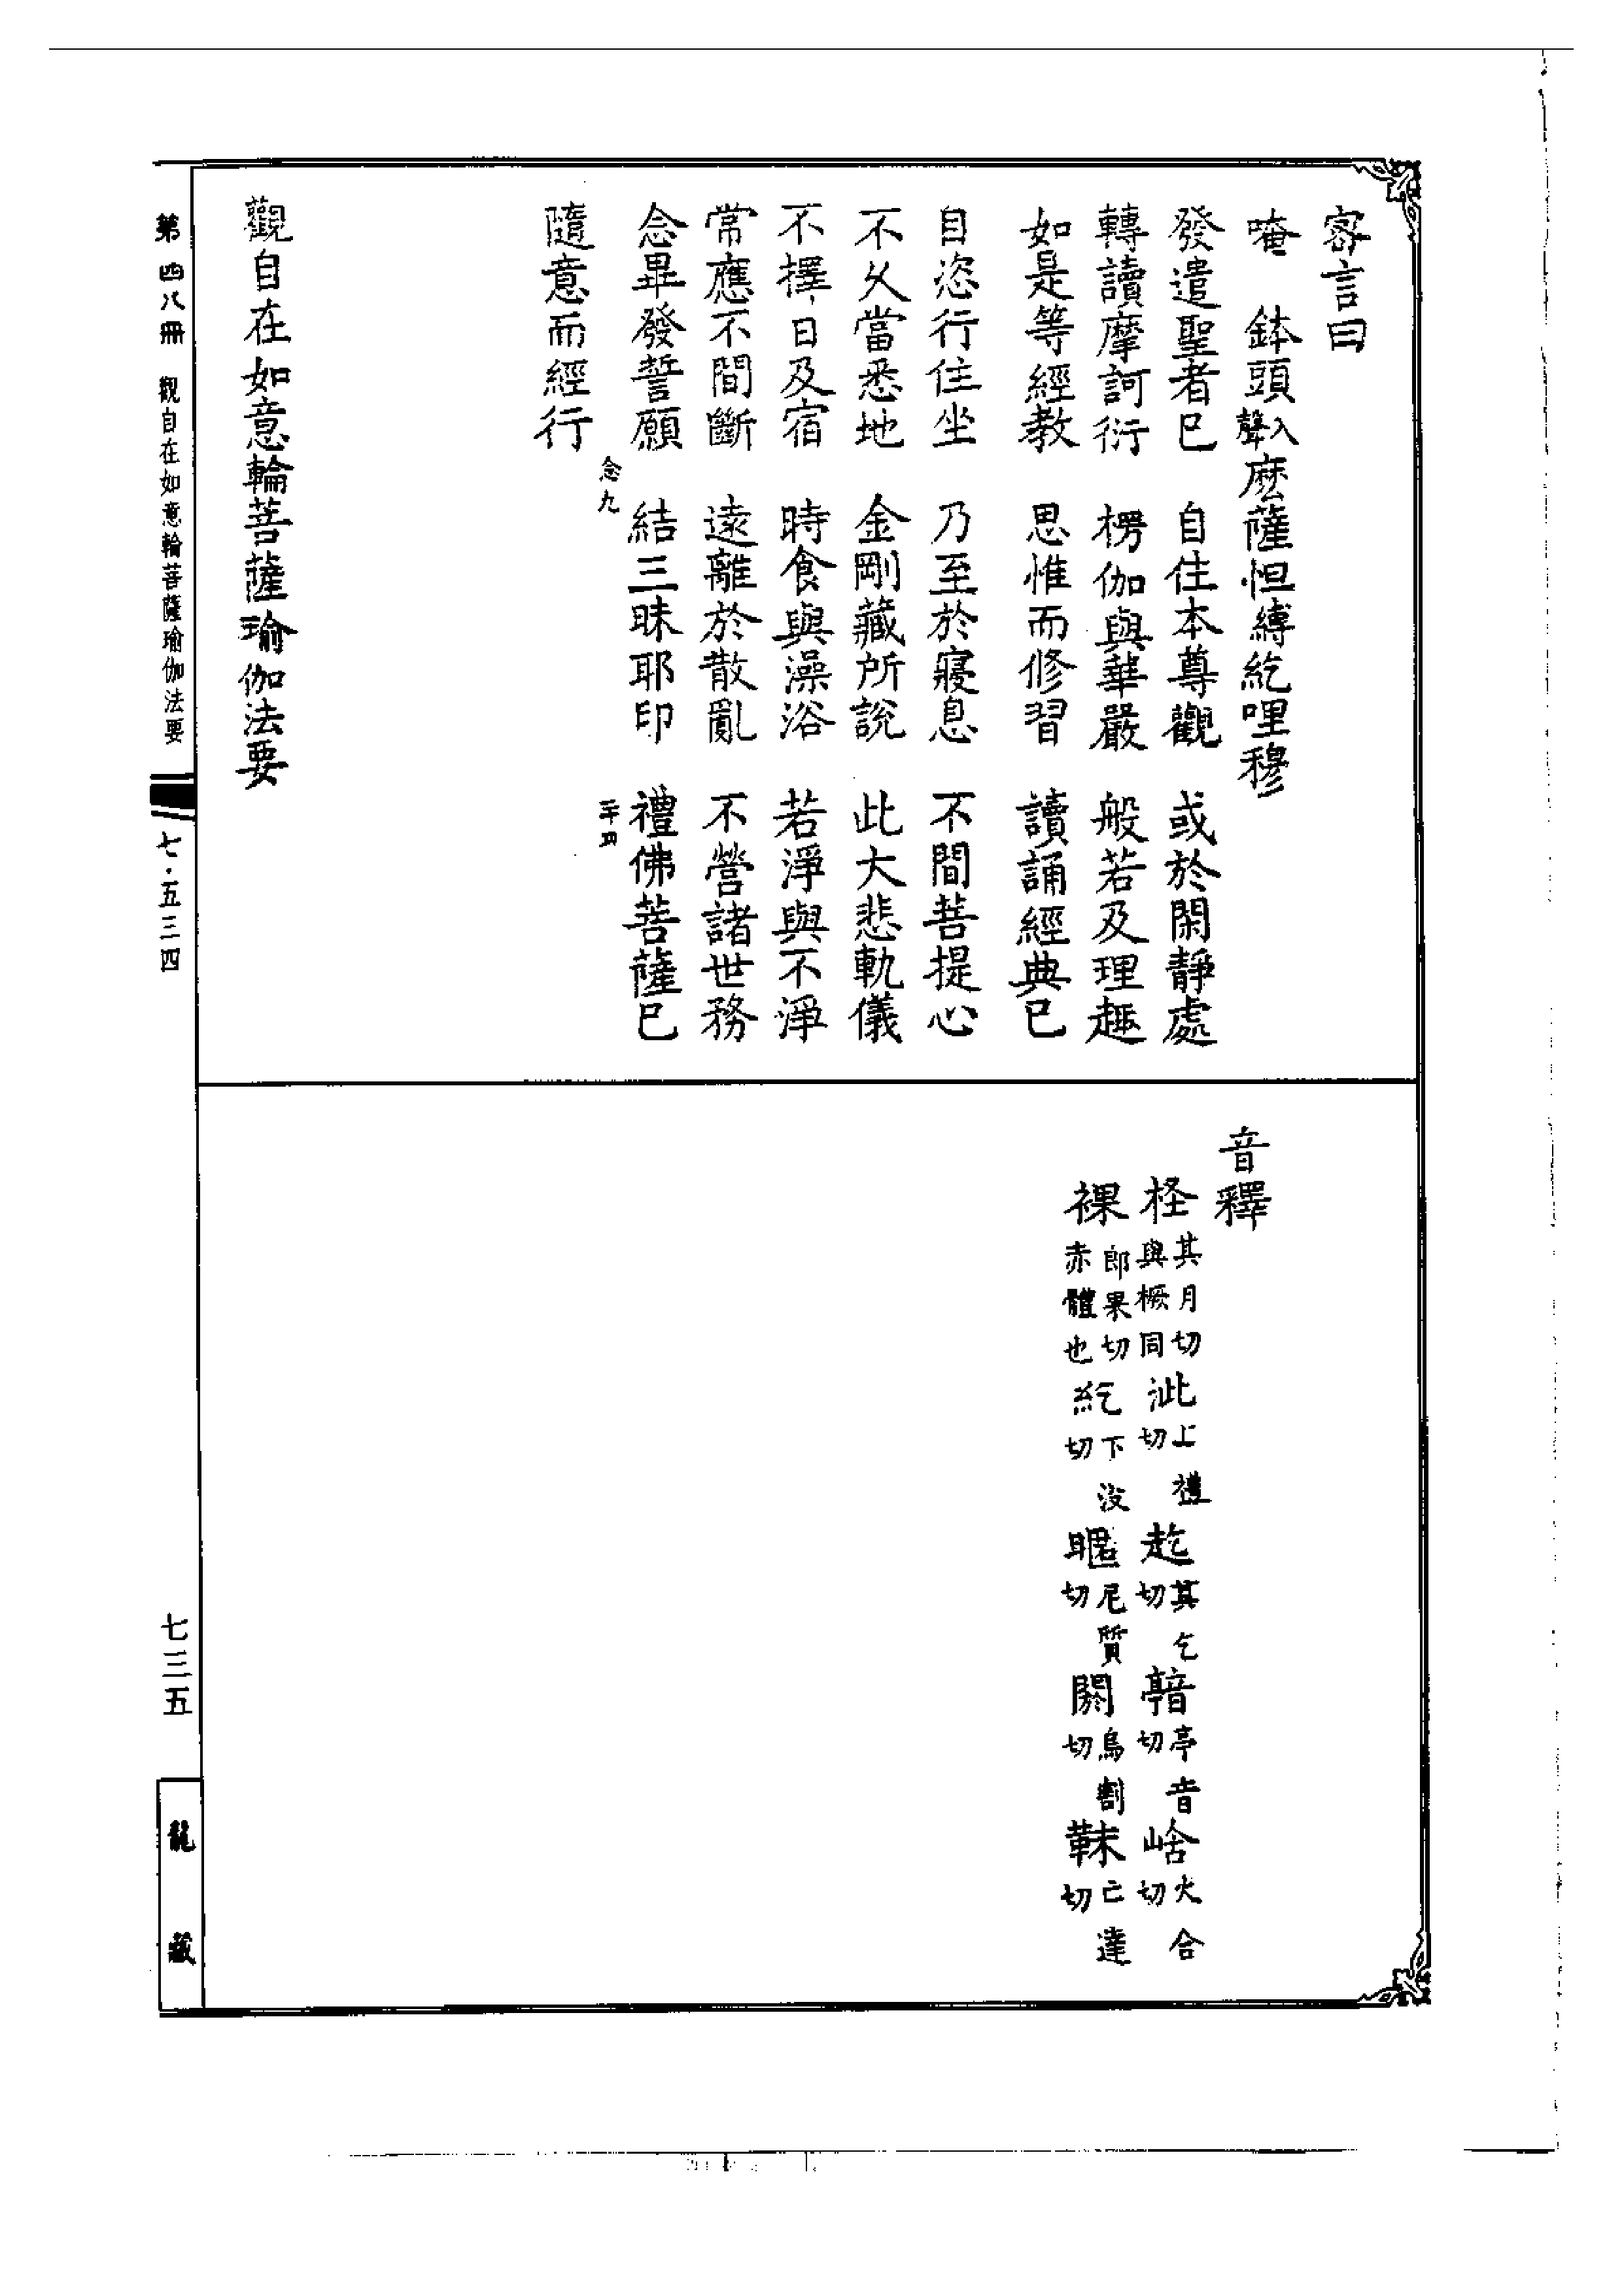 密言曰
唵　鉢頭入聲麼薩怛縛紇哩穆
發遣聖者已　自住本尊觀　或於閑靜處
轉讀摩訶衍　楞伽與華嚴　般若及理趣
如是等經教　思惟而修習　讀誦經典已
自恣行住坐　乃至於寢息　不間菩提心
不久當悉地　金剛藏所說　此大悲軌儀
不擇日及宿　時食與澡浴　若淨與不淨
常應不間斷　遠離於散亂　不營諸世務
念畢發誓願　結三昧耶印　禮佛菩薩已
念九　二十四
隨意而經行
觀自在如意輪菩薩瑜伽法要
音釋
柽其月切與橛同　泚上禮切　趷其乞切　𩐿亭音切　峆火合切
裸郎果切赤體也　紇下沒切　暱尼質切　閼烏割切　靺亡達切
第四八冊　觀自在如意輪菩薩瑜伽法要　七·五三四
七三五
龍藏